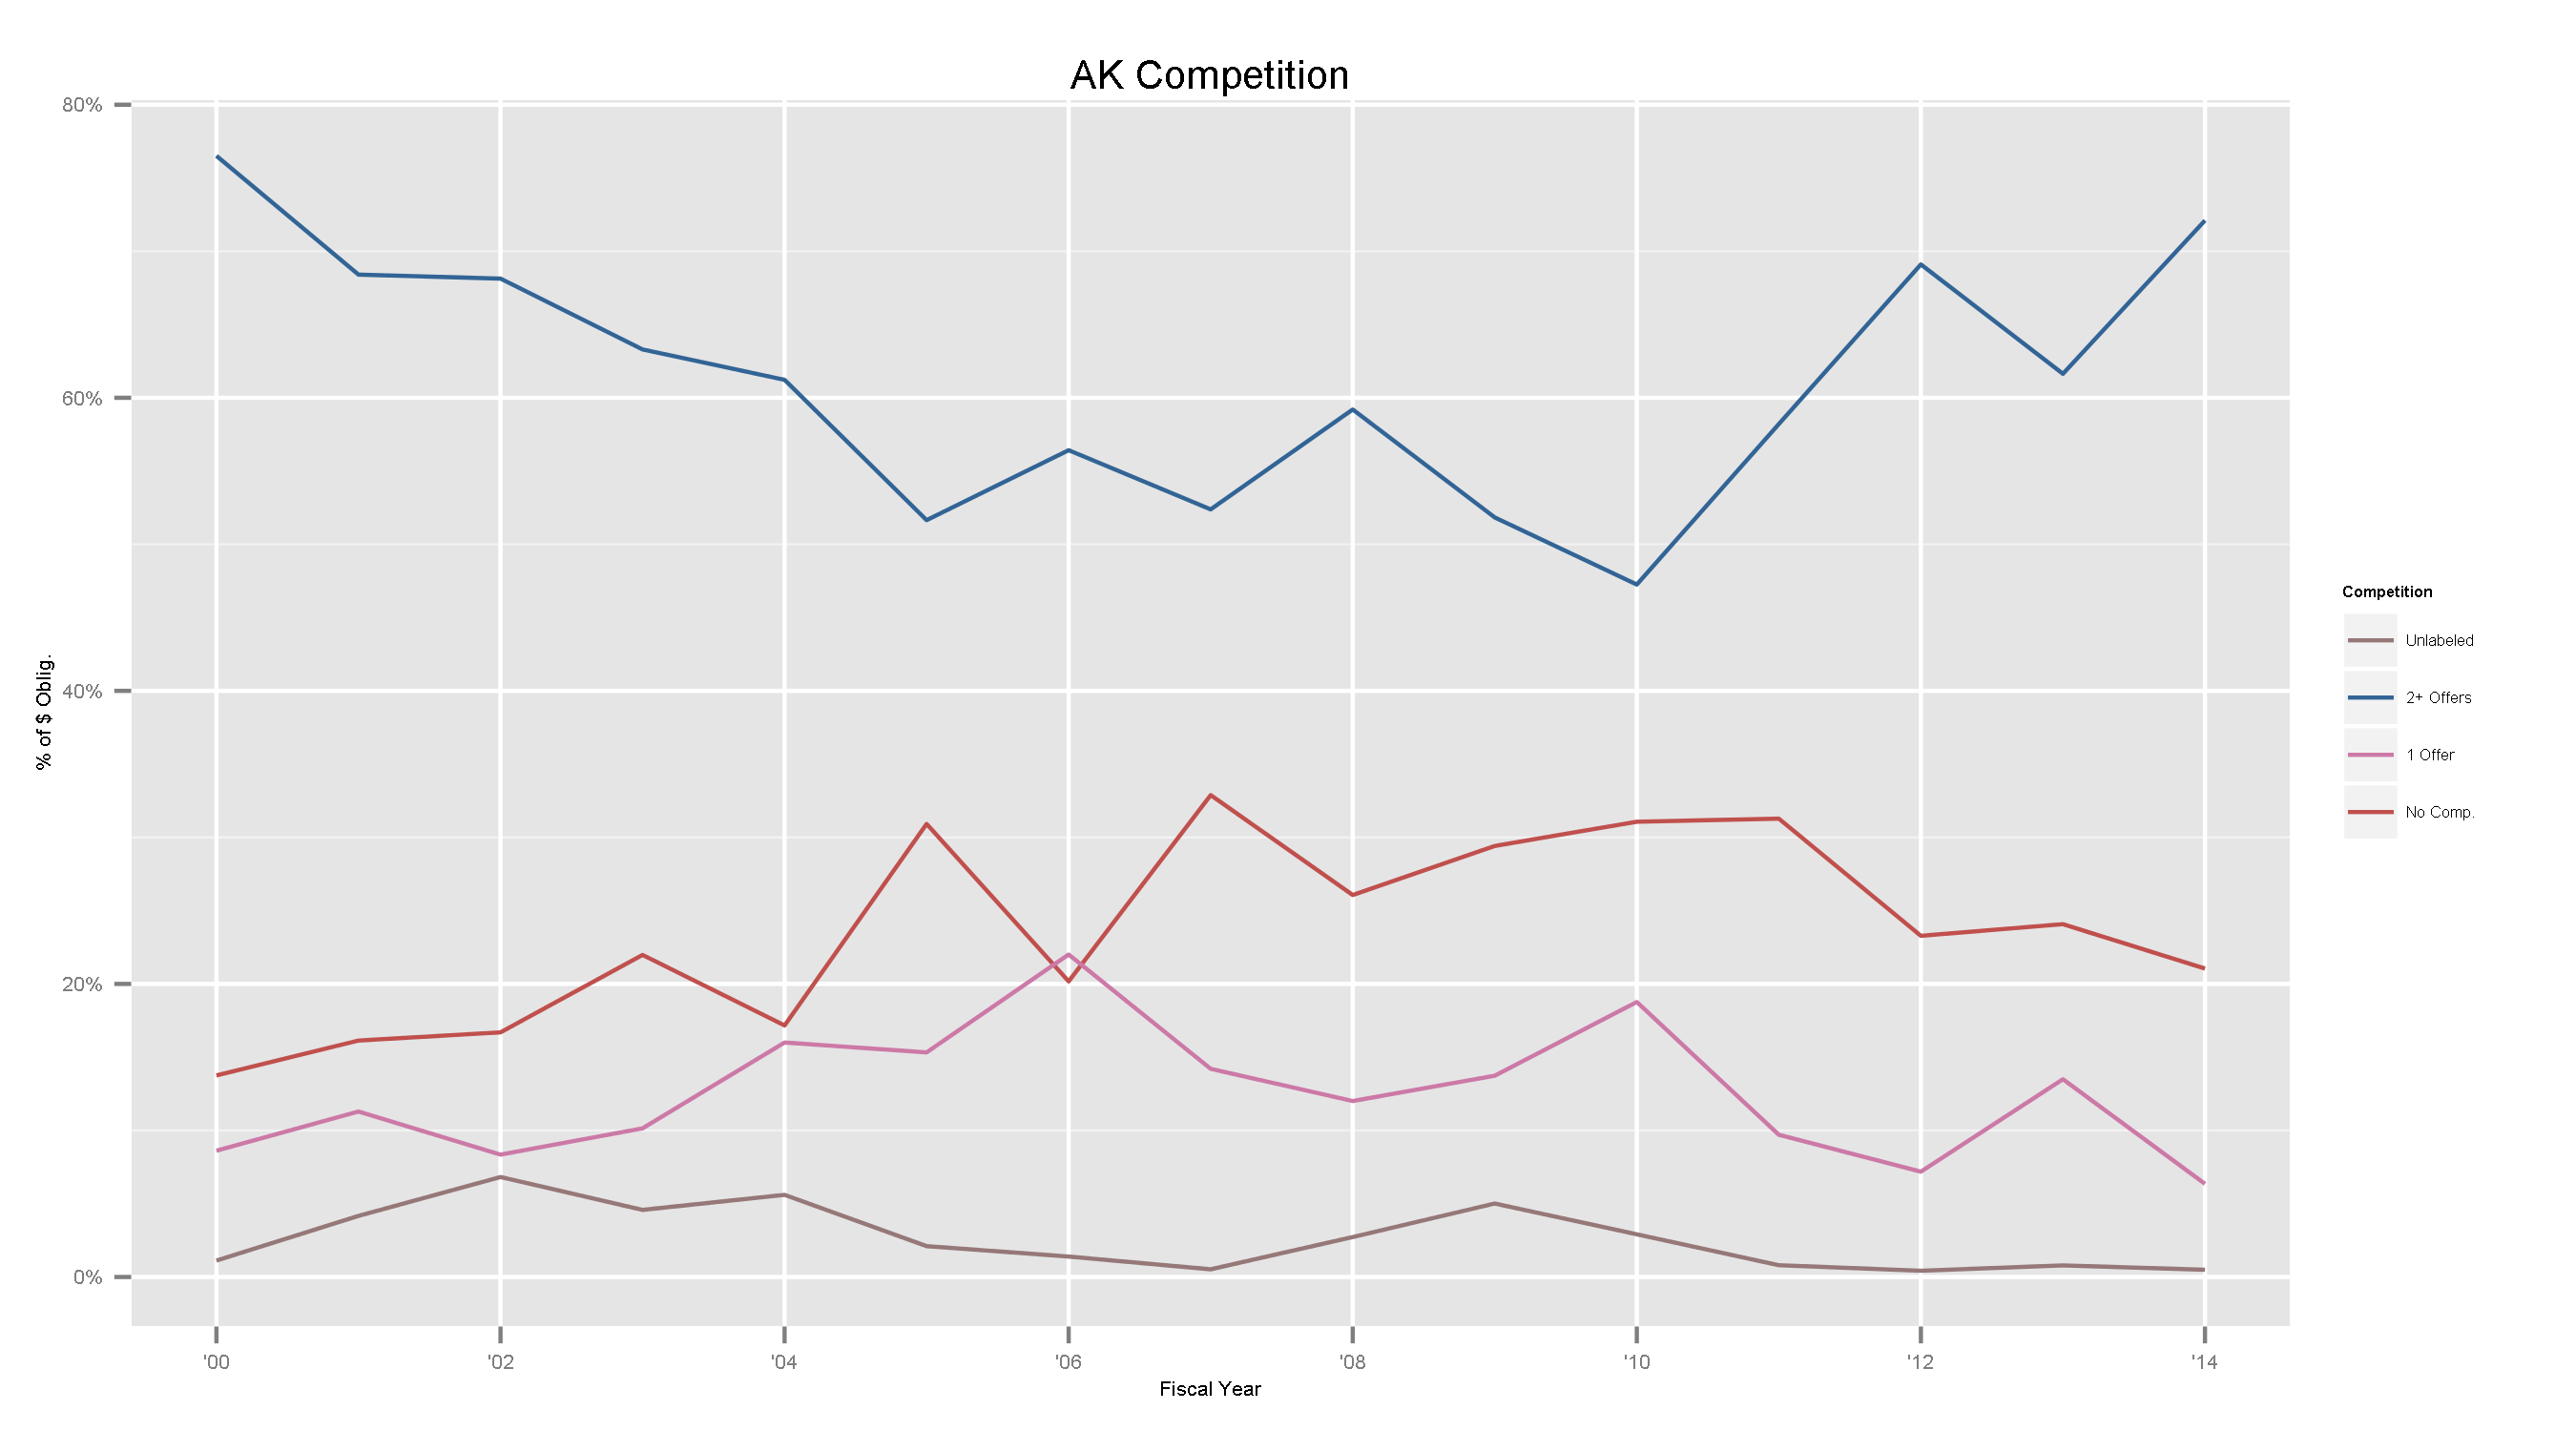 AK Competition
80%
60%
40%
20%
0%
% of $ Oblig.
'00 '02 '04 '06 '08 '10 '12 '14
Fiscal Year
Competition
Unlabeled
2+ Offers
1 Offer
No Comp.